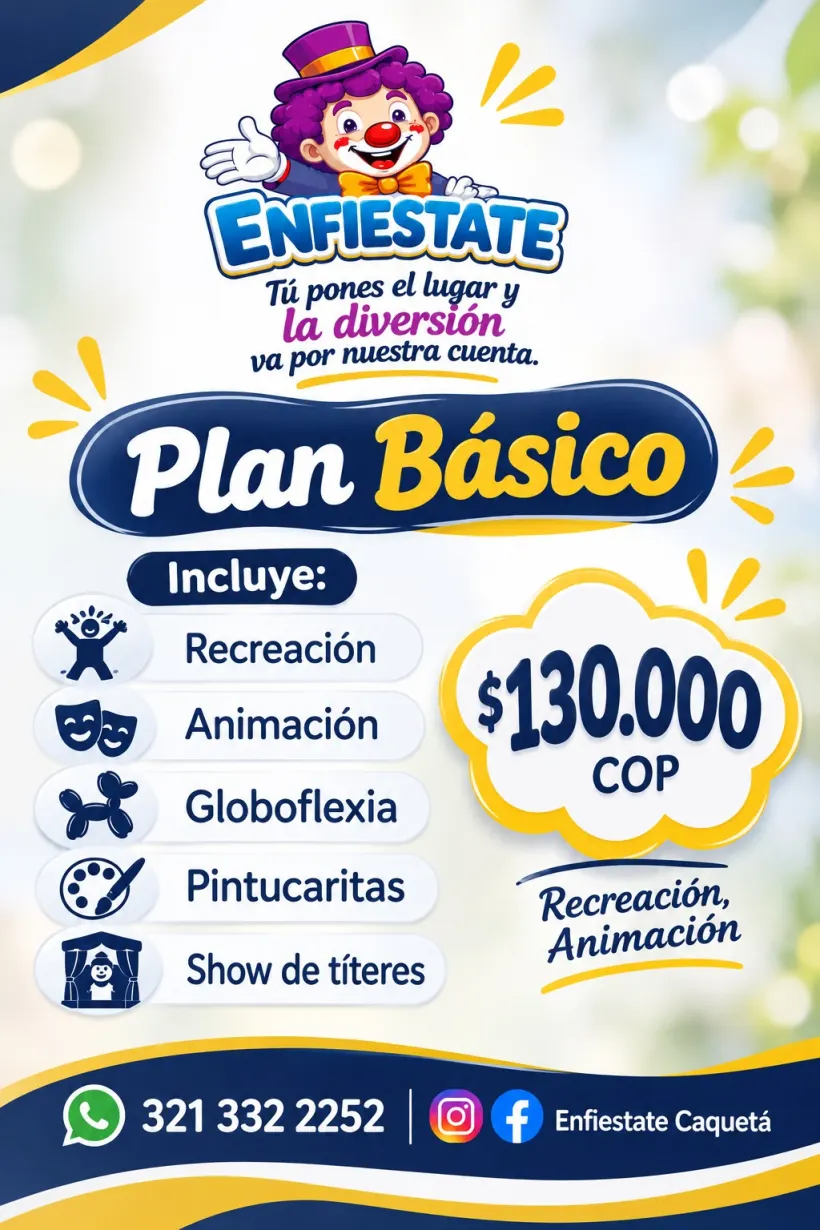 ENFIESTATE
Tú pones el lugar y
la diversión
va por nuestra cuenta.
Plan Básico
Incluye:
Recreación
Animación
Globoflexia
Pintucaritas
Show de títeres
$130.000
COP
Recreación,
Animación
321 332 2252
Enfiestate Caquetá